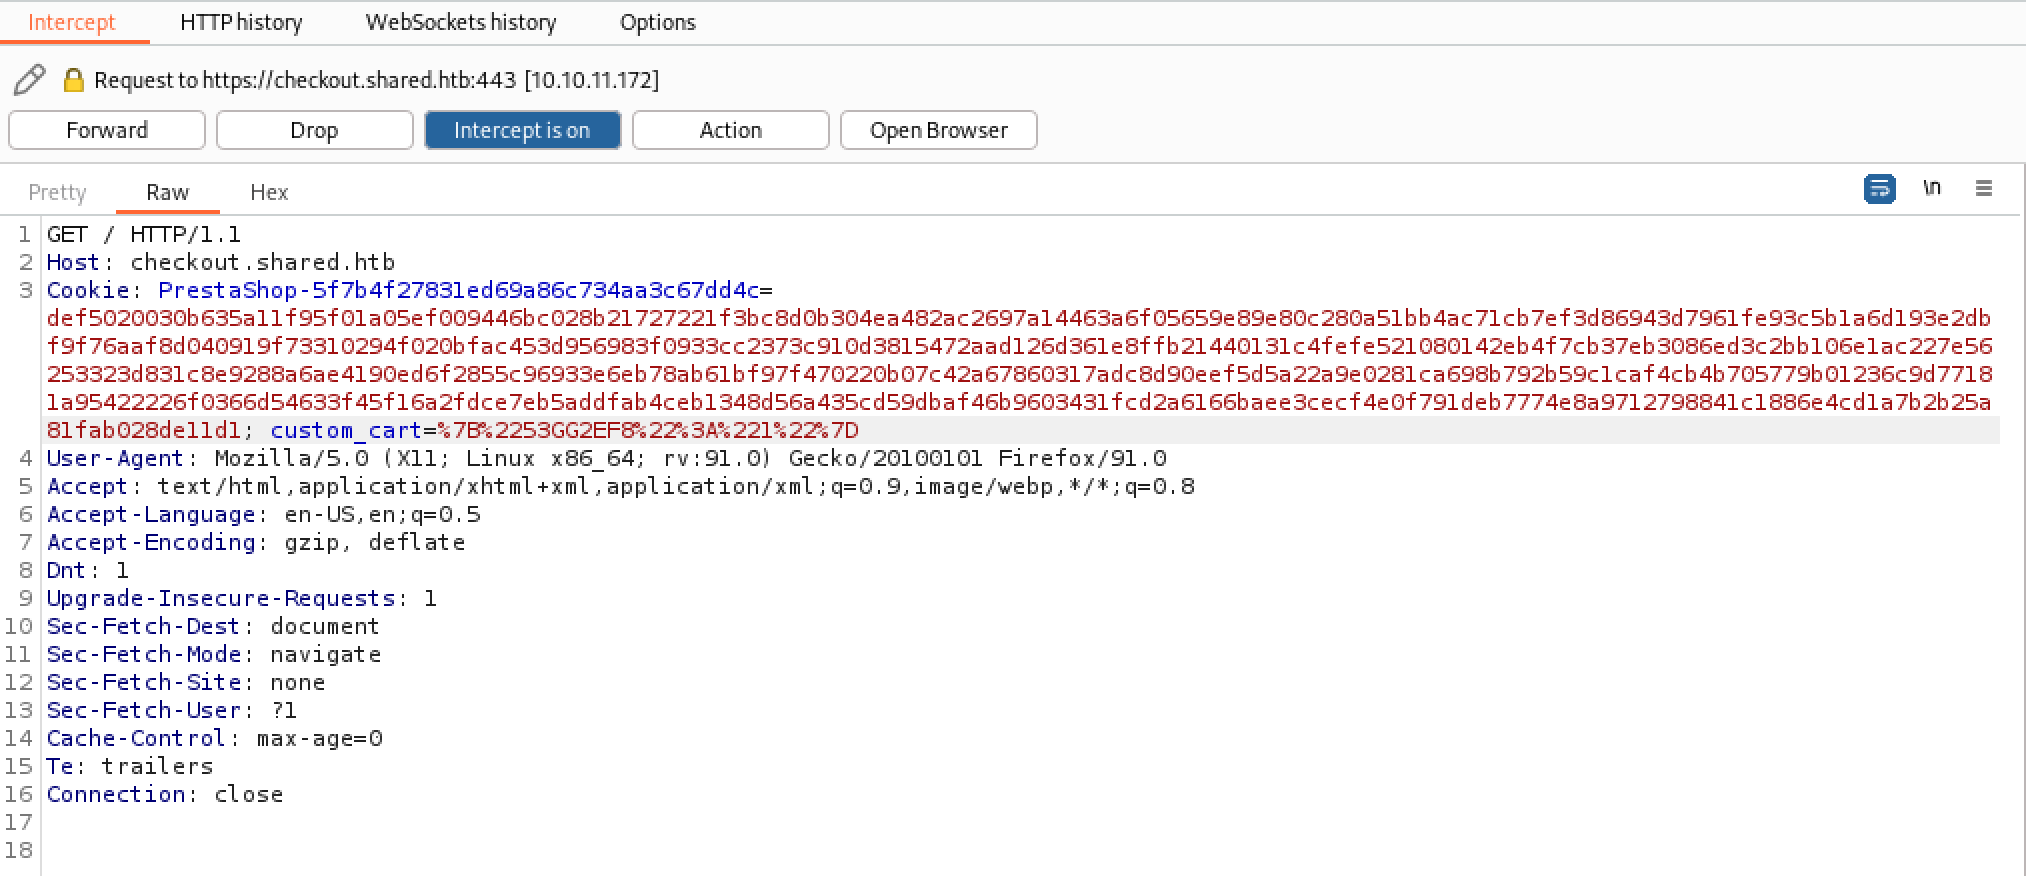 Intercept HTTP history WebSockets history Options
Request to https://checkout.shared.htb:443 [10.10.11.172]
Forward Drop Intercept is on Action Open Browser
Pretty Raw Hex \n
1 GET / HTTP/1.1
2 Host: checkout.shared.htb
3 Cookie: PrestaShop-5f7b4f27831ed69a86c734aa3c67dd4c=
def5020030b635a11f95f01a05ef009446bc028b21727221f3bc8d0b304ea482ac2697a14463a6f05659e89e80c280a51bb4ac71cb7ef3d86943d7961fe93c5b1a6d193e2db
f9f76aaf8d040919f73310294f020bfac453d956983f0933cc2373c910d3815472aad126d361e8ffb21440131c4fefe521080142eb4f7cb37eb3086ed3c2bb106e1ac227e56
253323d831c8e9288a6ae4190ed6f2855c96933e6eb78ab61bf97f470220b07c42a67860317adc8d90eef5d5a22a9e0281ca698b792b59c1caf4cb4b705779b01236c9d7718
1a95422226f0366d54633f45f16a2fdce7eb5addfab4ceb1348d56a435cd59dbaf46b9603431fcd2a6166baee3cecf4e0f791deb7774e8a9712798841c1886e4cd1a7b2b25a
81fab028de11d1; custom_cart=%7B%2253GG2EF8%22%3A%221%22%7D
4 User-Agent: Mozilla/5.0 (X11; Linux x86_64; rv:91.0) Gecko/20100101 Firefox/91.0
5 Accept: text/html,application/xhtml+xml,application/xml;q=0.9,image/webp,*/*;q=0.8
6 Accept-Language: en-US,en;q=0.5
7 Accept-Encoding: gzip, deflate
8 Dnt: 1
9 Upgrade-Insecure-Requests: 1
10 Sec-Fetch-Dest: document
11 Sec-Fetch-Mode: navigate
12 Sec-Fetch-Site: none
13 Sec-Fetch-User: ?1
14 Cache-Control: max-age=0
15 Te: trailers
16 Connection: close
17
18